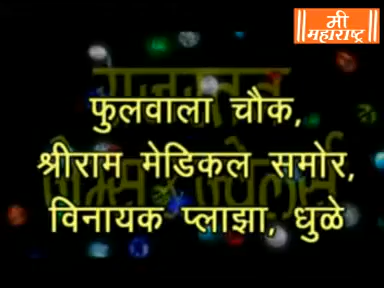 मी
महाराष्ट्र
फुलवाला चौक,
श्रीराम मेडिकल समोर,
विनायक प्लाझा, धुळे